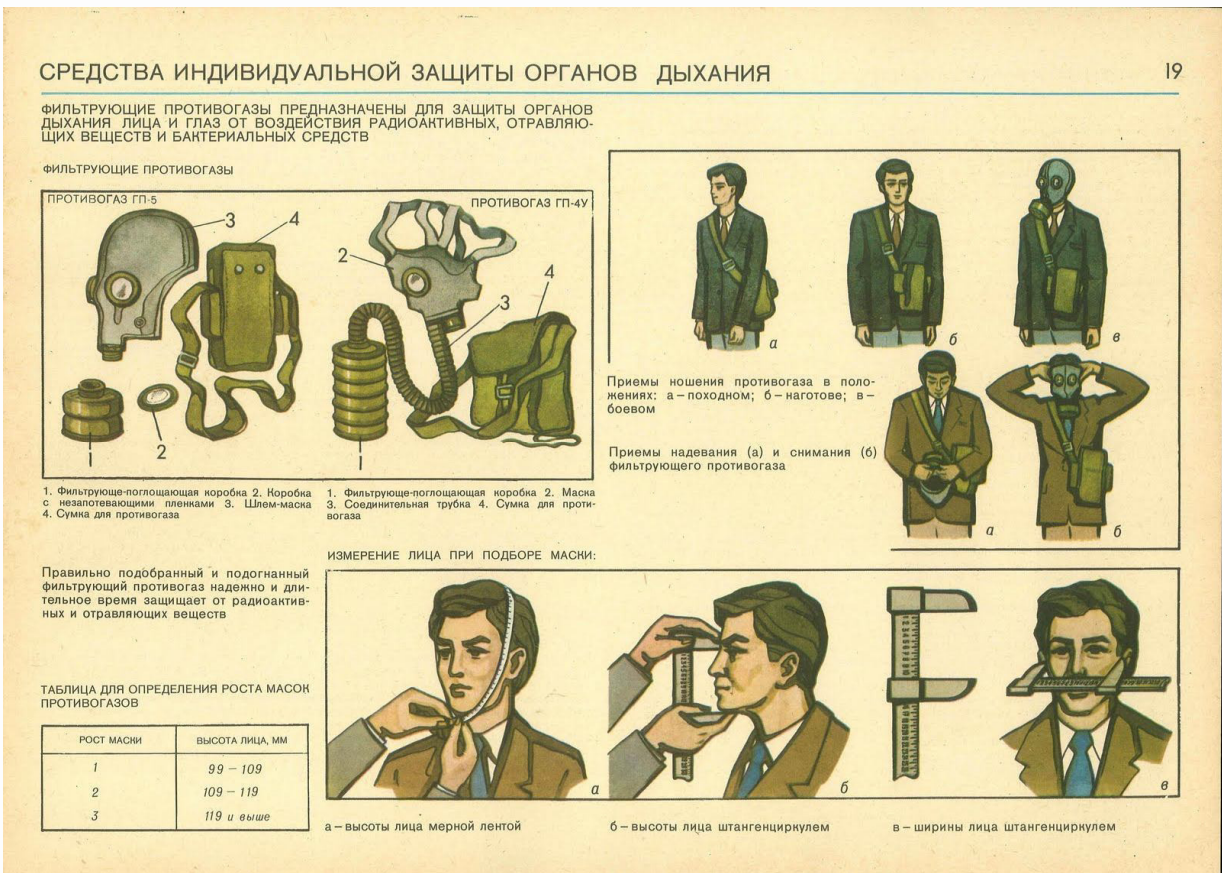 СРЕДСТВА ИНДИВИДУАЛЬНОЙ ЗАЩИТЫ ОРГАНОВ ДЫХАНИЯ
19
ФИЛЬТРУЮЩИЕ ПРОТИВОГАЗЫ ПРЕДНАЗНАЧЕНЫ ДЛЯ ЗАЩИТЫ ОРГАНОВ
ДЫХАНИЯ ЛИЦА И ГЛАЗ ОТ ВОЗДЕЙСТВИЯ РАДИОАКТИВНЫХ, ОТРАВЛЯЮ-
ЩИХ ВЕЩЕСТВ И БАКТЕРИАЛЬНЫХ СРЕДСТВ
ФИЛЬТРУЮЩИЕ ПРОТИВОГАЗЫ
ПРОТИВОГАЗ ГП-5
3
4
1
2
ПРОТИВОГАЗ ГП-4У
2
3
4
1
1. Фильтрующе-поглощающая коробка 2. Коробка
с незапотевающими пленками 3. Шлем-маска
4. Сумка для противогаза
1. Фильтрующе-поглощающая коробка 2. Маска
3. Соединительная трубка 4. Сумка для проти-
вогаза
а
б
в
Приемы ношения противогаза в поло-
жениях: а – походном; б – наготове; в –
боевом
Приемы надевания (а) и снимания (б)
фильтрующего противогаза
а
б
Правильно подобранный и подогнанный
фильтрующий противогаз надежно и дли-
тельное время защищает от радиоактив-
ных и отравляющих веществ
ТАБЛИЦА ДЛЯ ОПРЕДЕЛЕНИЯ РОСТА МАСОК
ПРОТИВОГАЗОВ
РОСТ МАСКИ ВЫСОТА ЛИЦА, ММ
1 99 – 109
2 109 – 119
3 119 и выше
ИЗМЕРЕНИЕ ЛИЦА ПРИ ПОДБОРЕ МАСКИ:
а
б
в
а – высоты лица мерной лентой
б – высоты лица штангенциркулем
в – ширины лица штангенциркулем